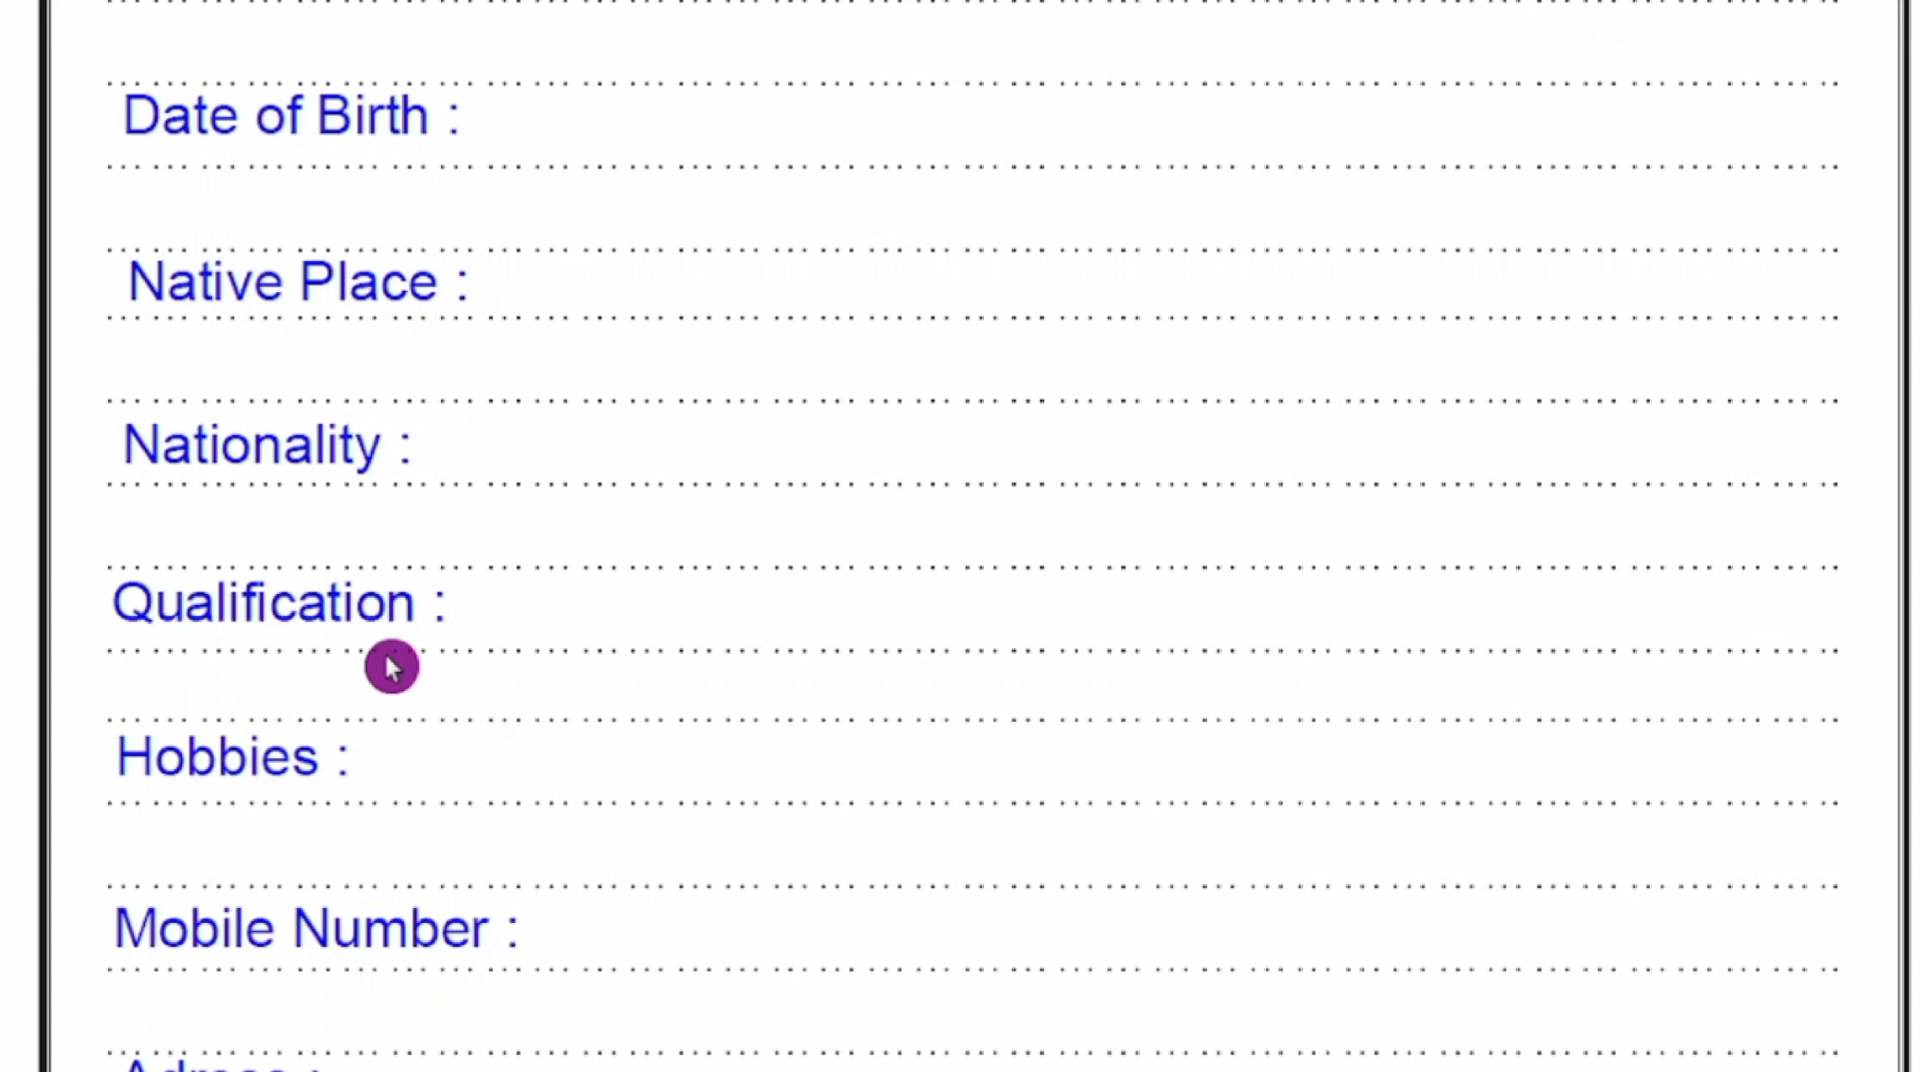 Date of Birth :
Native Place :
Nationality :
Qualification :
Hobbies :
Mobile Number :